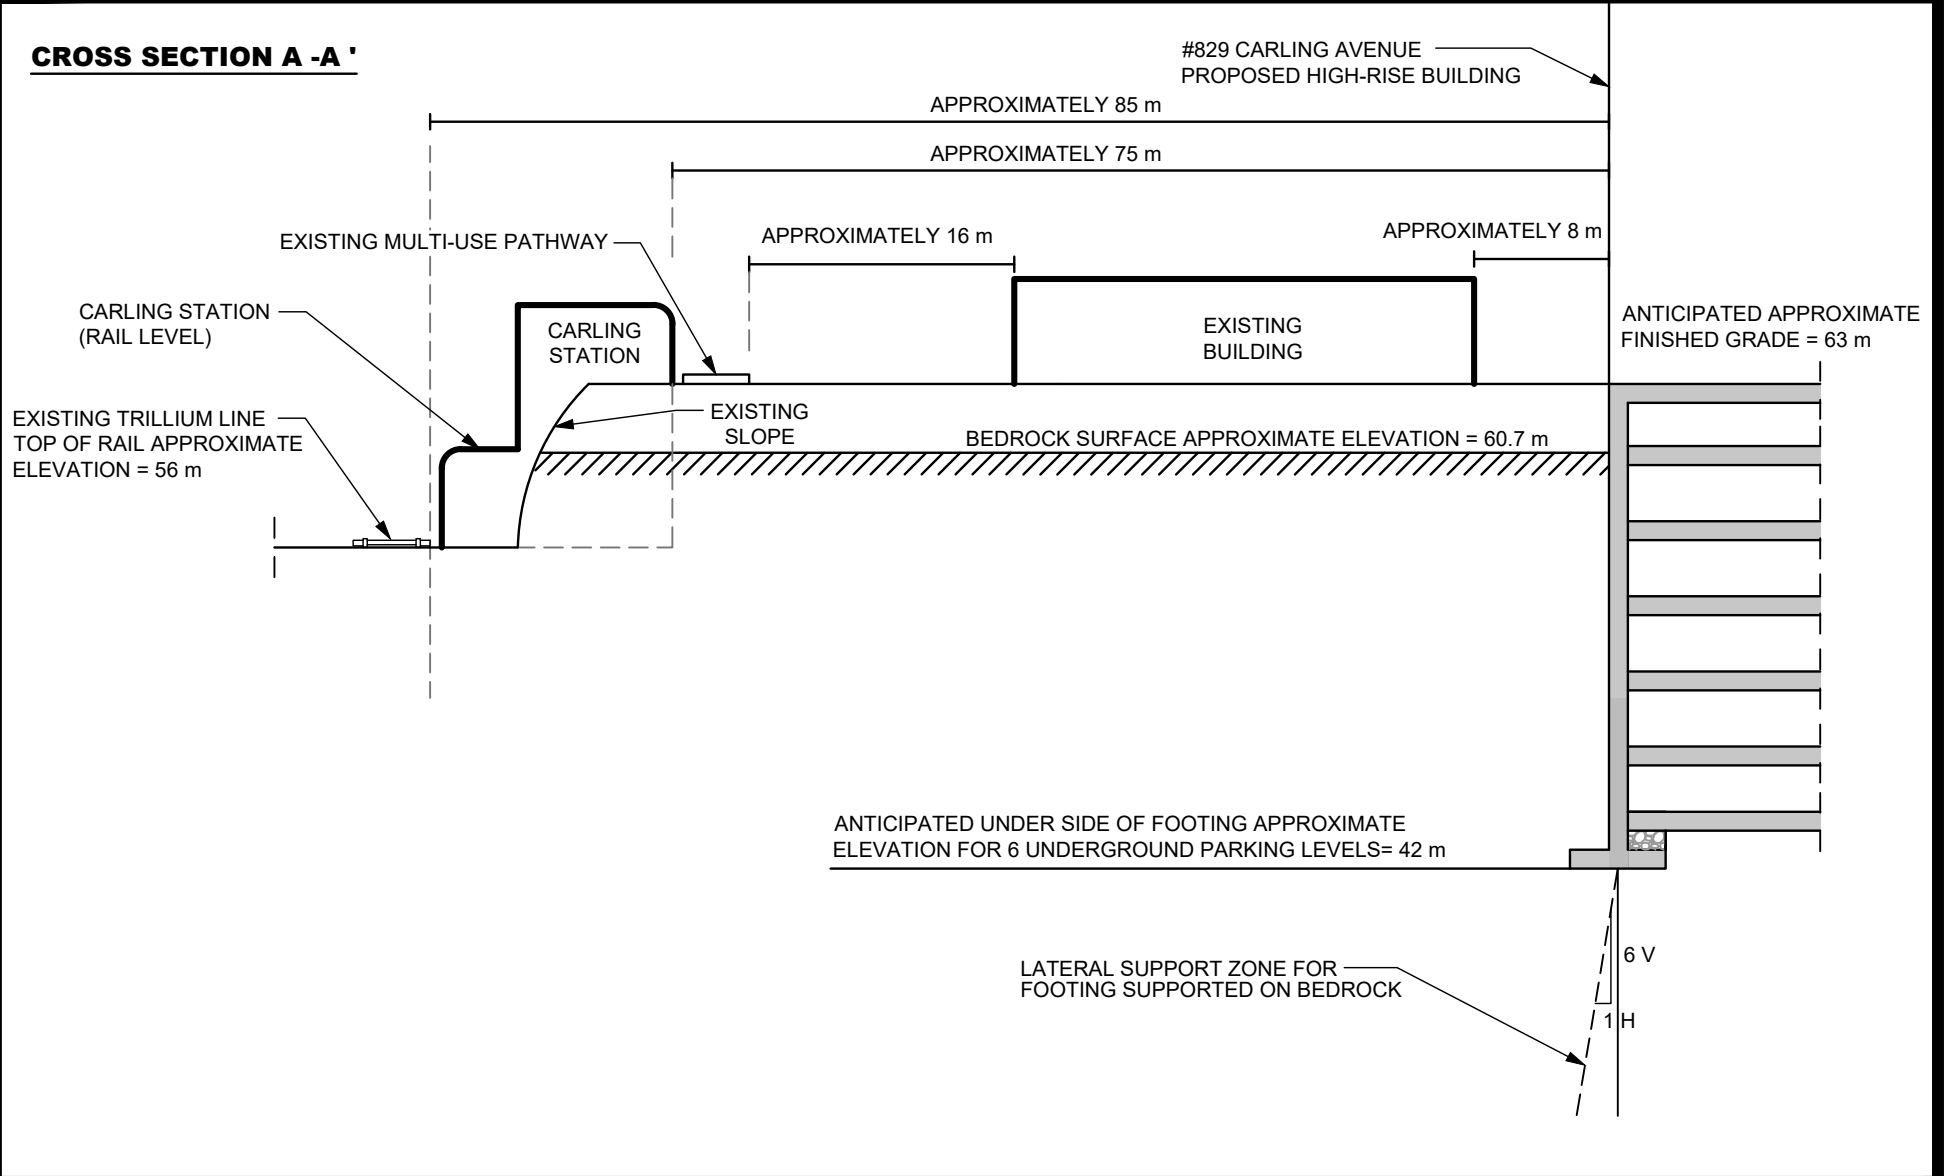 CROSS SECTION A -A '
#829 CARLING AVENUE
PROPOSED HIGH-RISE BUILDING
APPROXIMATELY 85 m
APPROXIMATELY 75 m
EXISTING MULTI-USE PATHWAY
APPROXIMATELY 16 m
APPROXIMATELY 8 m
CARLING STATION
(RAIL LEVEL)
CARLING
STATION
EXISTING
BUILDING
ANTICIPATED APPROXIMATE
FINISHED GRADE = 63 m
EXISTING TRILLIUM LINE
TOP OF RAIL APPROXIMATE
ELEVATION = 56 m
EXISTING
SLOPE
BEDROCK SURFACE APPROXIMATE ELEVATION = 60.7 m
ANTICIPATED UNDER SIDE OF FOOTING APPROXIMATE
ELEVATION FOR 6 UNDERGROUND PARKING LEVELS= 42 m
LATERAL SUPPORT ZONE FOR
FOOTING SUPPORTED ON BEDROCK
6 V
1 H